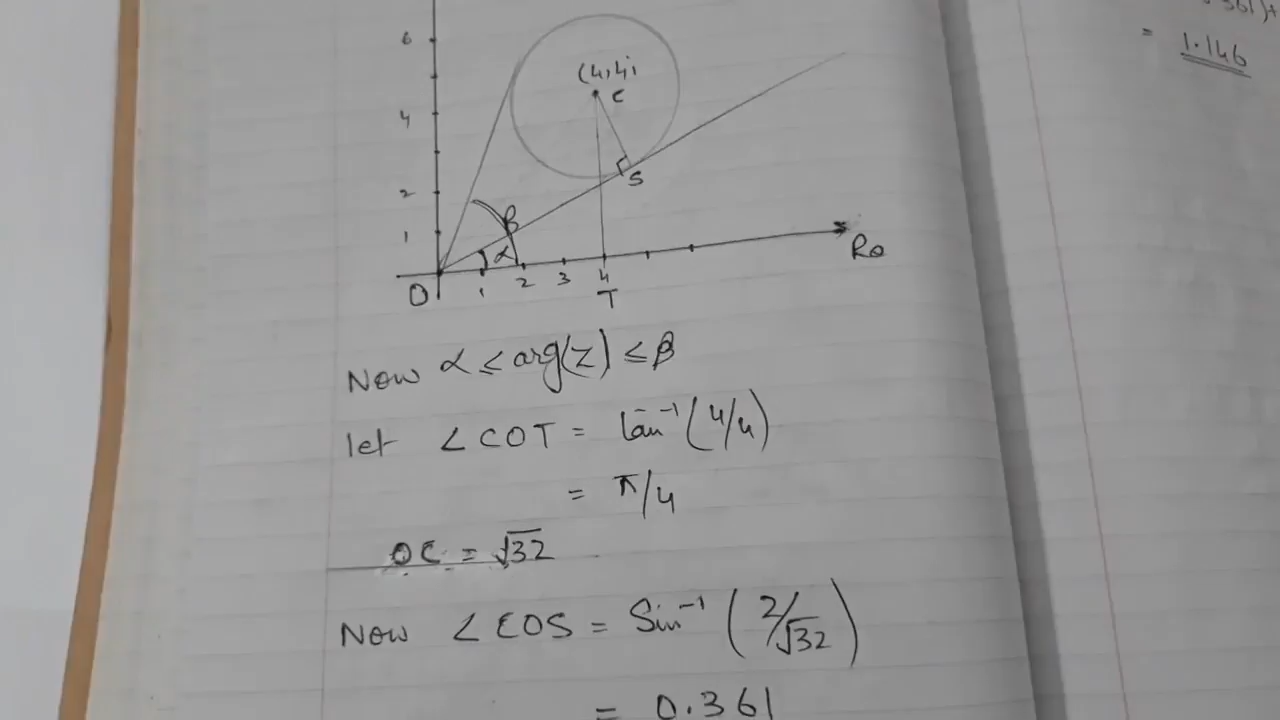 361)+
= 1.146
6
4
2
1
(4,4)
C
S
β
α
O 1 2 3 4 Re
T
Now α ≤ arg(z) ≤ β
let ∠COT = tan⁻¹(4/4)
= π/4
OC = √32
Now ∠COS = Sin⁻¹(2/√32)
= 0.361